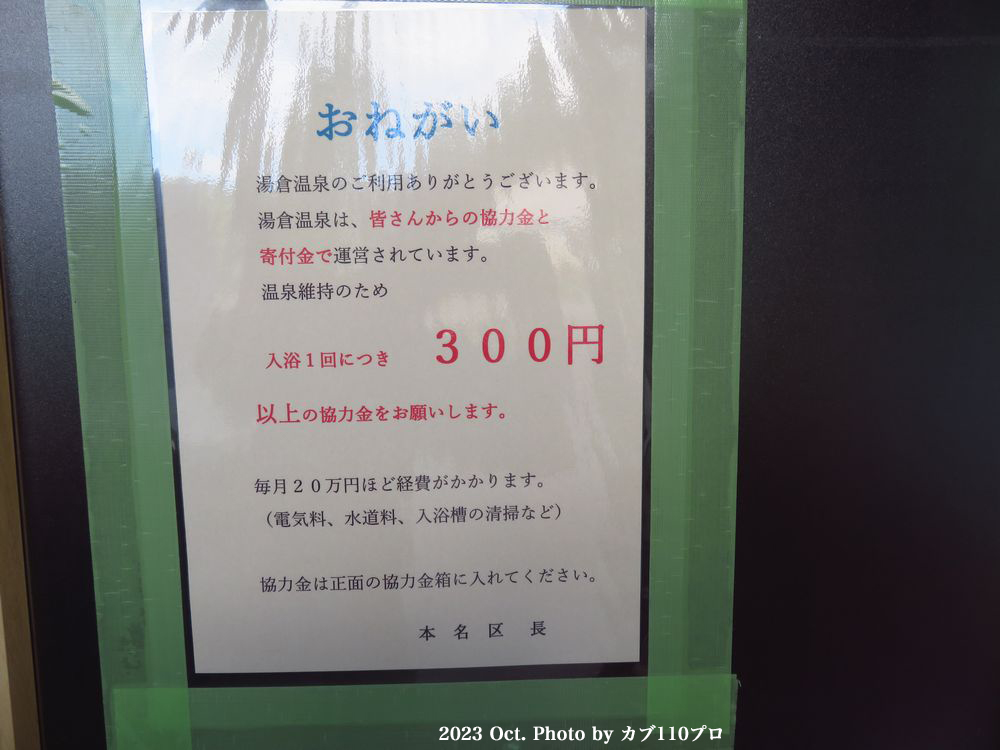 おねがい
湯倉温泉のご利用ありがとうございます。
湯倉温泉は、皆さんからの協力金と
寄付金で運営されています。
温泉維持のため
入浴１回につき　３００円
以上の協力金をお願いします。
毎月２０万円ほど経費がかかります。
（電気料、水道料、入浴槽の清掃など）
協力金は正面の協力金箱に入れてください。
本　名　区　長
2023 Oct. Photo by カブ110プロ